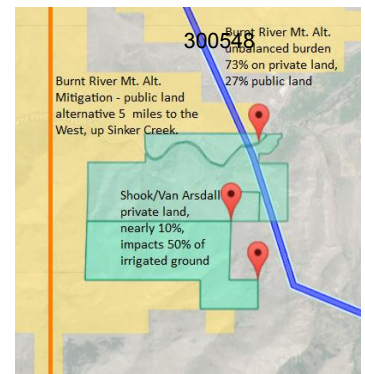 Burnt River Mt. Alt.
300548
unbalanced burden
73% on private land,
27% public land
Burnt River Mt. Alt.
Mitigation - public land
alternative 5 miles to the
West, up Sinker Creek.
Shook/Van Arsdall
private land,
nearly 10%,
impacts 50% of
irrigated ground